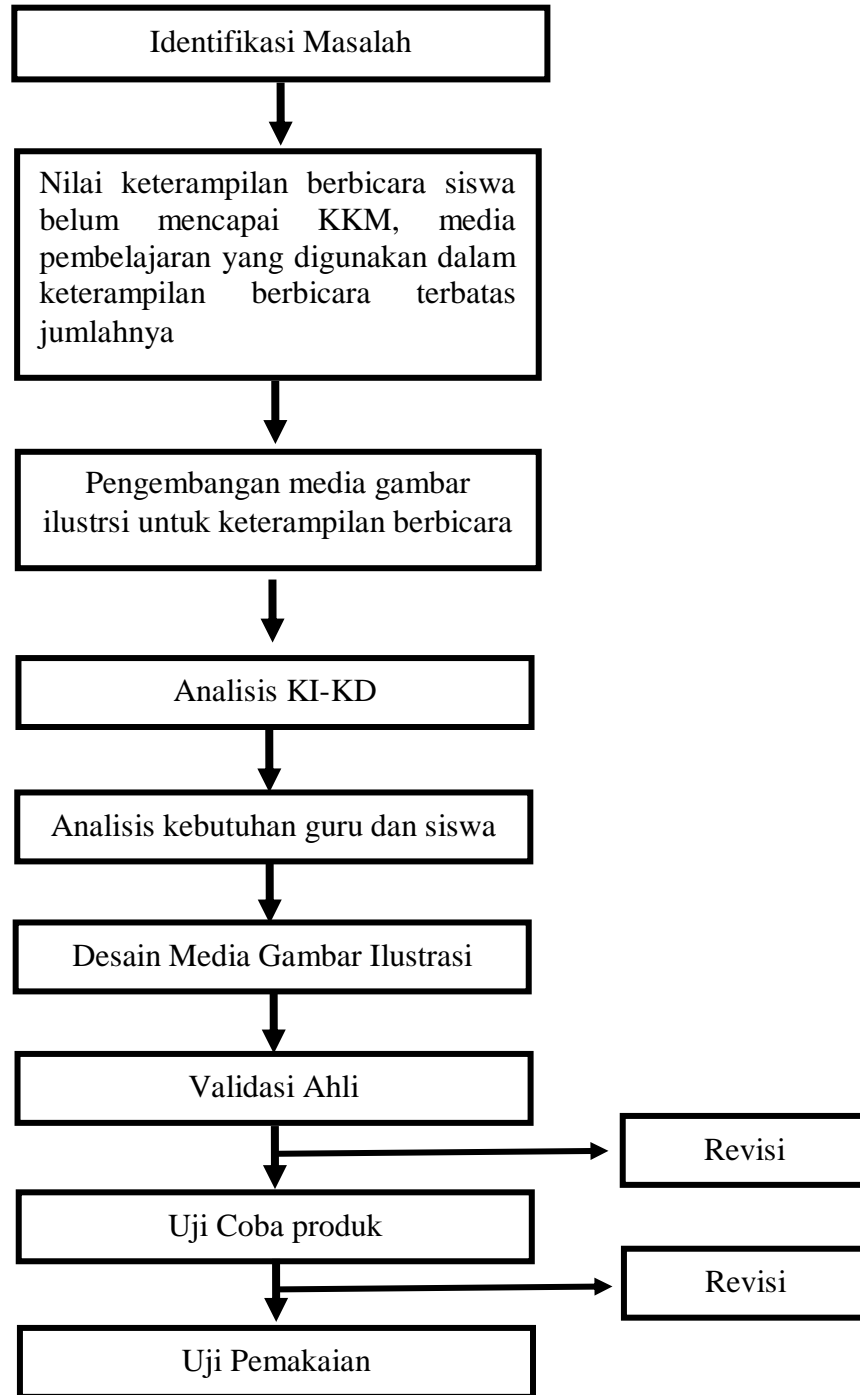 Identifikasi Masalah
Nilai keterampilan berbicara siswa
belum mencapai KKM, media
pembelajaran yang digunakan dalam
keterampilan berbicara terbatas
jumlahnya
Pengembangan media gambar
ilustrsi untuk keterampilan berbicara
Analisis KI-KD
Analisis kebutuhan guru dan siswa
Desain Media Gambar Ilustrasi
Validasi Ahli
Revisi
Uji Coba produk
Revisi
Uji Pemakaian